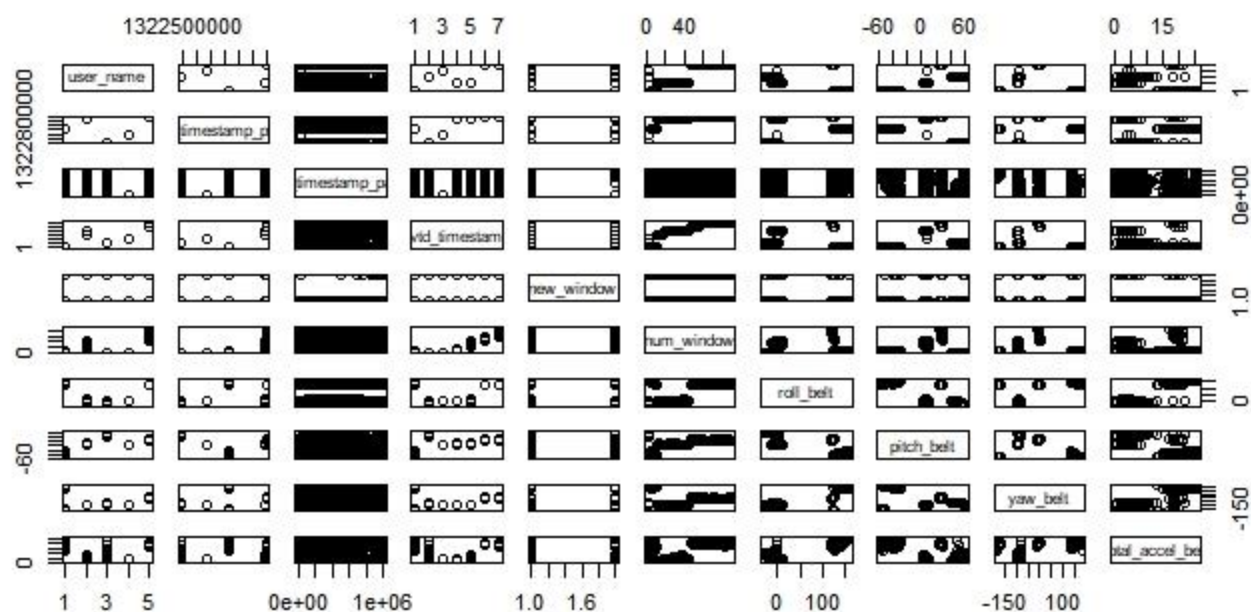 1322500000
1 3 5 7
0 40
-60 0 60
0 15
user_name
1
1322800000
timestamp_p
timestamp_p
0e+00
1
vtd_timestam
new_window
1.0
0
num_window
roll_belt
0
-60
pitch_belt
yaw_belt
-150
0
otal_accel_be
1 3 5
0e+00 1e+06
1.0 1.6
0 100
-150 100